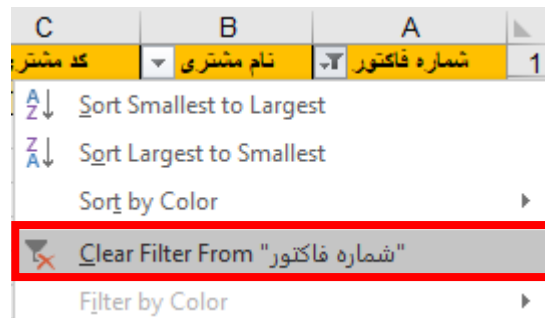 A B C
1 شماره فاکتور نام مشتری کد مشتر
Sort Smallest to Largest
Sort Largest to Smallest
Sort by Color
Clear Filter From "شماره فاکتور"
Filter by Color